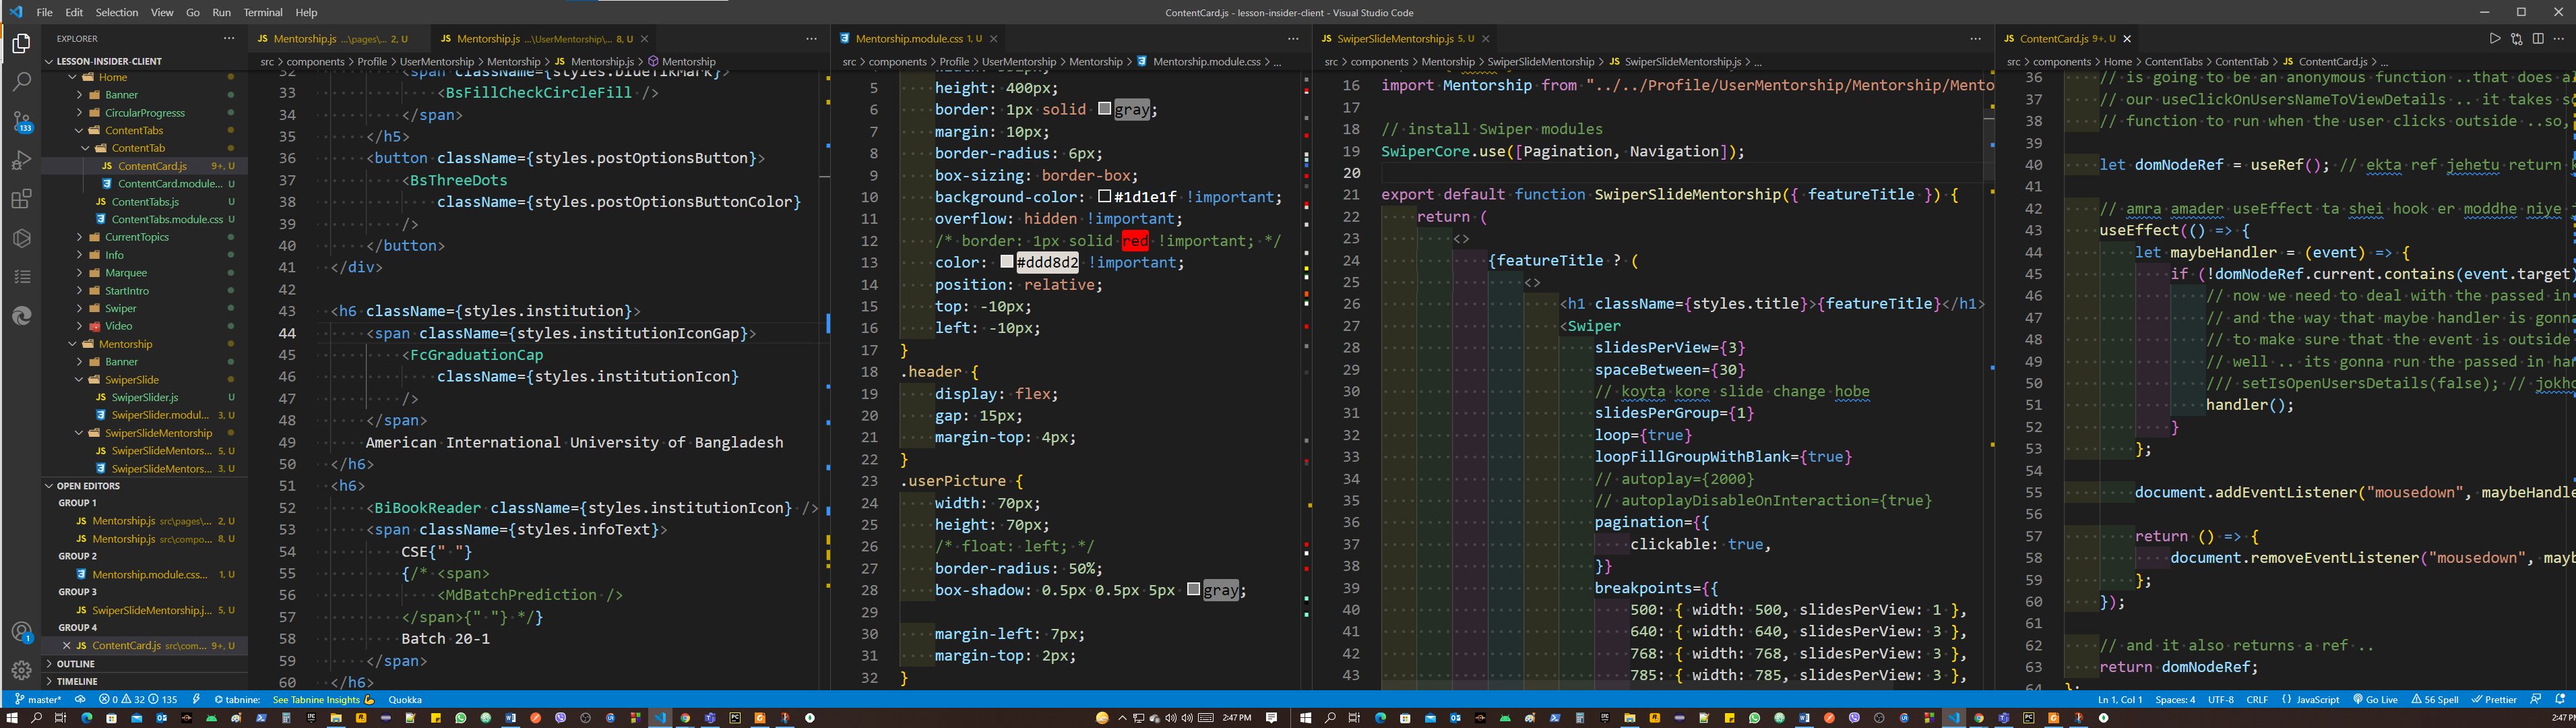 File Edit Selection View Go Run Terminal Help
ContentCard.js - lesson-insider-client - Visual Studio Code
EXPLORER ...
LESSON-INSIDER-CLIENT
Home
Banner
CircularProgresss
ContentTabs
ContentTab
JS ContentCard.js 9+, U
ContentCard.module... U
JS ContentTabs.js U
ContentTabs.module.css U
CurrentTopics
Info
Marquee
StartIntro
Swiper
Video
Mentorship
Banner
SwiperSlide
JS SwiperSlider.js U
SwiperSlider.modul... 3, U
SwiperSlideMentorship
JS SwiperSlideMentors... 5, U
SwiperSlideMentors... 3, U
OPEN EDITORS
GROUP 1
JS Mentorship.js src\pages\... 2, U
JS Mentorship.js src\compo... 8, U
GROUP 2
Mentorship.module.css... 1, U
GROUP 3
JS SwiperSlideMentorship.j... 5, U
GROUP 4
JS ContentCard.js src\com... 9+, U
OUTLINE
TIMELINE
133
1
JS Mentorship.js ...\pages\... 2, U
JS Mentorship.js ...\UserMentorship\... 8, U
src > components > Profile > UserMentorship > Mentorship > JS Mentorship.js > Mentorship
32 <span className={styles.blueTikMark}>
33 <BsFillCheckCircleFill />
34 </span>
35 </h5>
36 <button className={styles.postOptionsButton}>
37 <BsThreeDots
38 className={styles.postOptionsButtonColor}
39 />
40 </button>
41 </div>
42
43 <h6 className={styles.institution}>
44 <span className={styles.institutionIconGap}>
45 <FcGraduationCap
46 className={styles.institutionIcon}
47 />
48 </span>
49 American International University of Bangladesh
50 </h6>
51 <h6>
52 <BiBookReader className={styles.institutionIcon} />
53 <span className={styles.infoText}>
54 CSE{" "}
55 {/* <span>
56 <MdBatchPrediction />
57 </span>{" "} */}
58 Batch 20-1
59 </span>
60 </h6>
Mentorship.module.css 1, U
src > components > Profile > UserMentorship > Mentorship > Mentorship.module.css > ...
5 height: 400px;
6 border: 1px solid gray;
7 margin: 10px;
8 border-radius: 6px;
9 box-sizing: border-box;
10 background-color: #1d1e1f !important;
11 overflow: hidden !important;
12 /* border: 1px solid red !important; */
13 color: #ddd8d2 !important;
14 position: relative;
15 top: -10px;
16 left: -10px;
17 }
18 .header {
19 display: flex;
20 gap: 15px;
21 margin-top: 4px;
22 }
23 .userPicture {
24 width: 70px;
25 height: 70px;
26 /* float: left; */
27 border-radius: 50%;
28 box-shadow: 0.5px 0.5px 5px gray;
29
30 margin-left: 7px;
31 margin-top: 2px;
32 }
JS SwiperSlideMentorship.js 5, U
src > components > Mentorship > SwiperSlideMentorship > JS SwiperSlideMentorship.js > ...
16 import Mentorship from "../../Profile/UserMentorship/Mentorship/Mento
17
18 // install Swiper modules
19 SwiperCore.use([Pagination, Navigation]);
20
21 export default function SwiperSlideMentorship({ featureTitle }) {
22 return (
23 <>
24 {featureTitle ? (
25 <>
26 <h1 className={styles.title}>{featureTitle}</h1>
27 <Swiper
28 slidesPerView={3}
29 spaceBetween={30}
30 // koyta kore slide change hobe
31 slidesPerGroup={1}
32 loop={true}
33 loopFillGroupWithBlank={true}
34 // autoplay={2000}
35 // autoplayDisableOnInteraction={true}
36 pagination={{
37 clickable: true,
38 }}
39 breakpoints={{
40 500: { width: 500, slidesPerView: 1 },
41 640: { width: 640, slidesPerView: 3 },
42 768: { width: 768, slidesPerView: 3 },
43 785: { width: 785, slidesPerView: 3 },
JS ContentCard.js 9+, U
src > components > Home > ContentTabs > ContentTab > JS ContentCard.js > ...
36 // is going to be an anonymous function ..that does a
37 // our useClickOnUsersNameToViewDetails .. it takes s
38 // function to run when the user clicks outside ..so,
39
40 let domNodeRef = useRef(); // ekta ref jehetu return k
41
42 // amra amader useEffect ta shei hook er moddhe niye
43 useEffect(() => {
44 let maybeHandler = (event) => {
45 if (!domNodeRef.current.contains(event.target)
46 // now we need to deal with the passed in
47 // and the way that maybe handler is gonna
48 // to make sure that the event is outside
49 // well .. its gonna run the passed in han
50 /// setIsOpenUsersDetails(false); // jokho
51 handler();
52 }
53 };
54
55 document.addEventListener("mousedown", maybeHandle
56
57 return () => {
58 document.removeEventListener("mousedown", mayb
59 };
60 });
61
62 // and it also returns a ref ..
63 return domNodeRef;
64 };
master* 0 32 135 tabnine: See Tabnine Insights Quokka
Ln 1, Col 1 Spaces: 4 UTF-8 CRLF {} JavaScript Go Live 56 Spell Prettier
2:47 PM
2:47 P